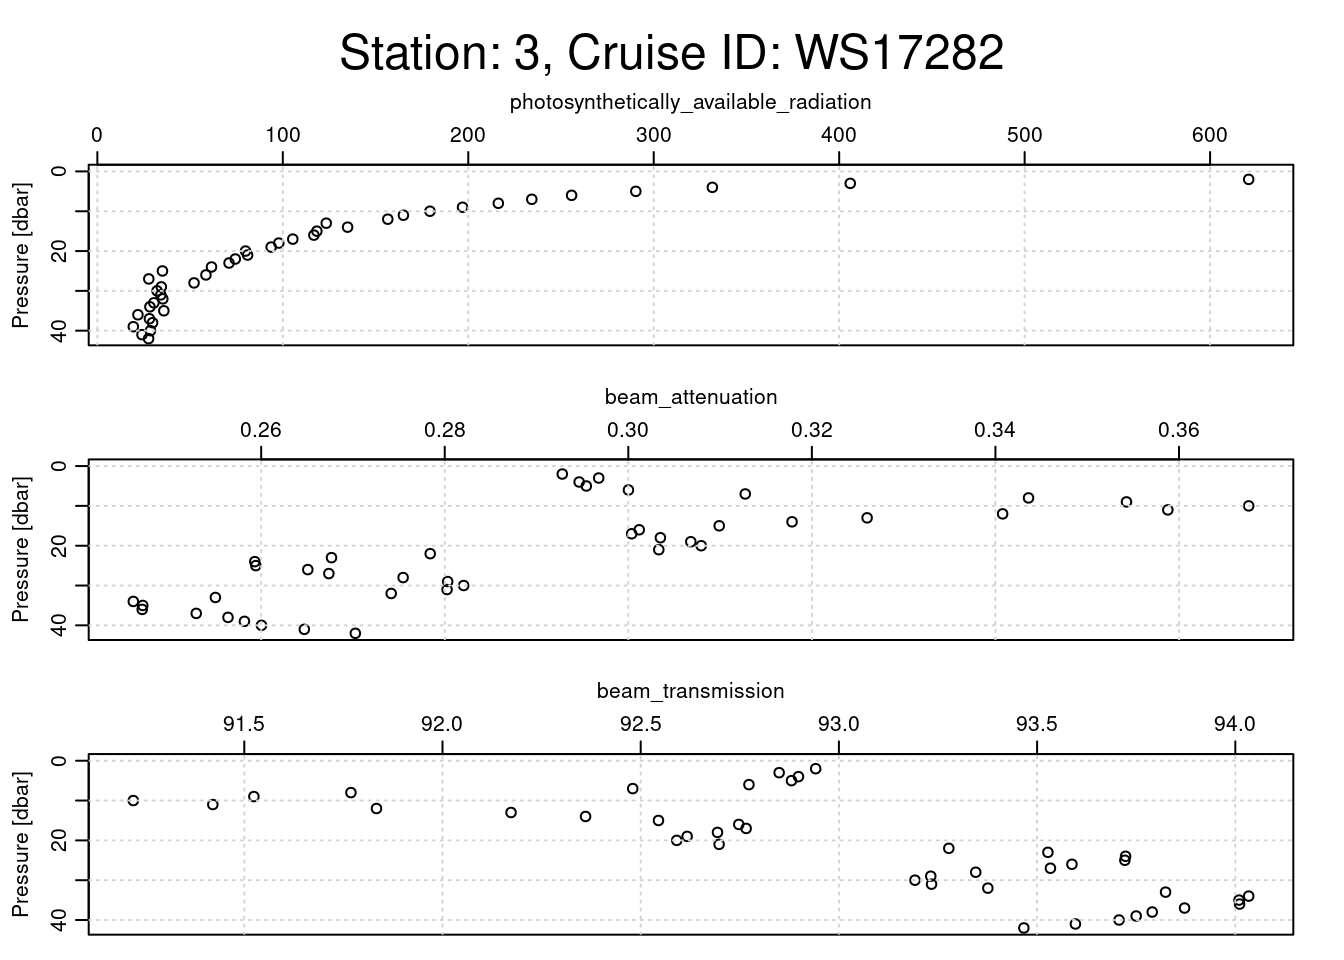 Station: 3, Cruise ID: WS17282
photosynthetically_available_radiation
0 100 200 300 400 500 600
Pressure [dbar]
0
20
40
beam_attenuation
0.26 0.28 0.30 0.32 0.34 0.36
Pressure [dbar]
0
20
40
beam_transmission
91.5 92.0 92.5 93.0 93.5 94.0
Pressure [dbar]
0
20
40